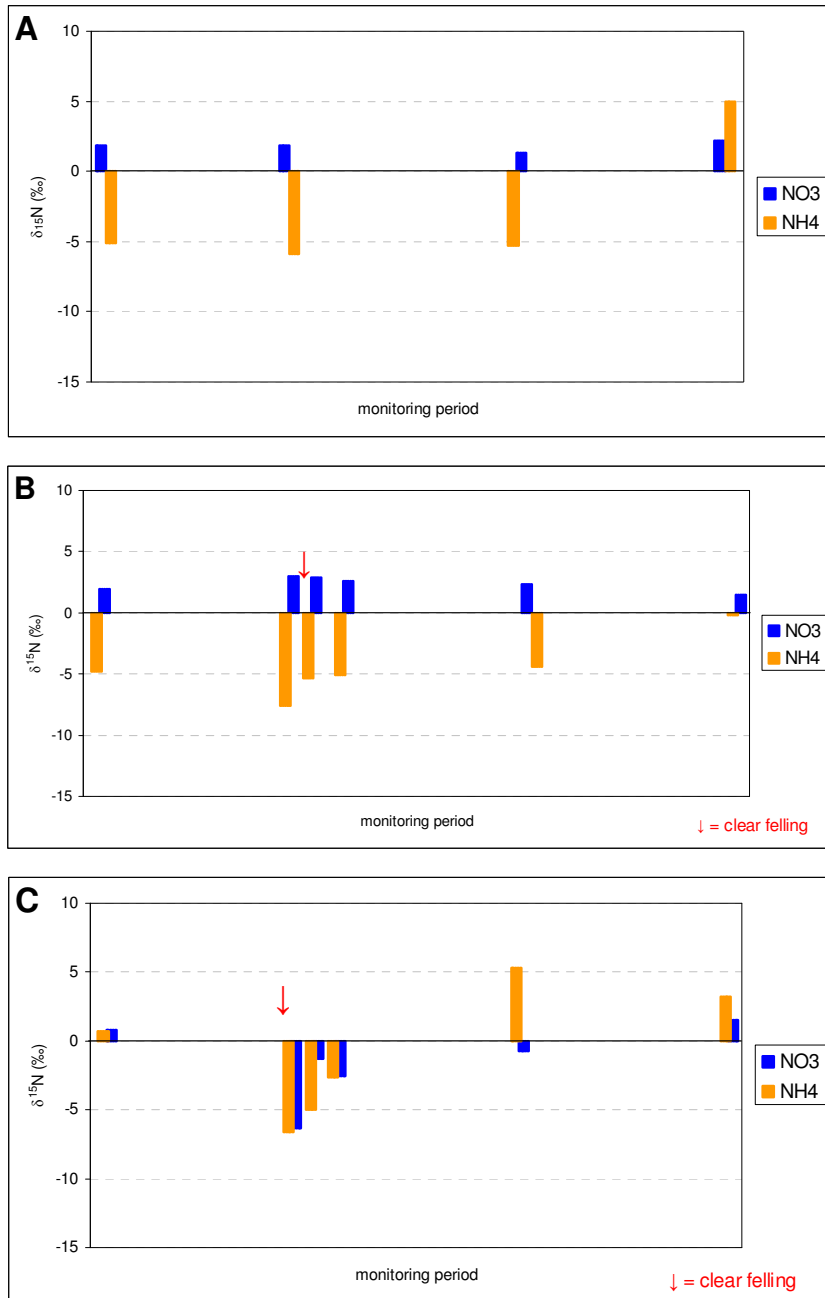 A
10
5
0
-5
-10
-15
δ15N (‰)
monitoring period
NO3
NH4
B
10
5
0
-5
-10
-15
δ15N (‰)
monitoring period
↓ = clear felling
NO3
NH4
C
10
5
0
-5
-10
-15
δ15N (‰)
monitoring period
↓ = clear felling
NO3
NH4